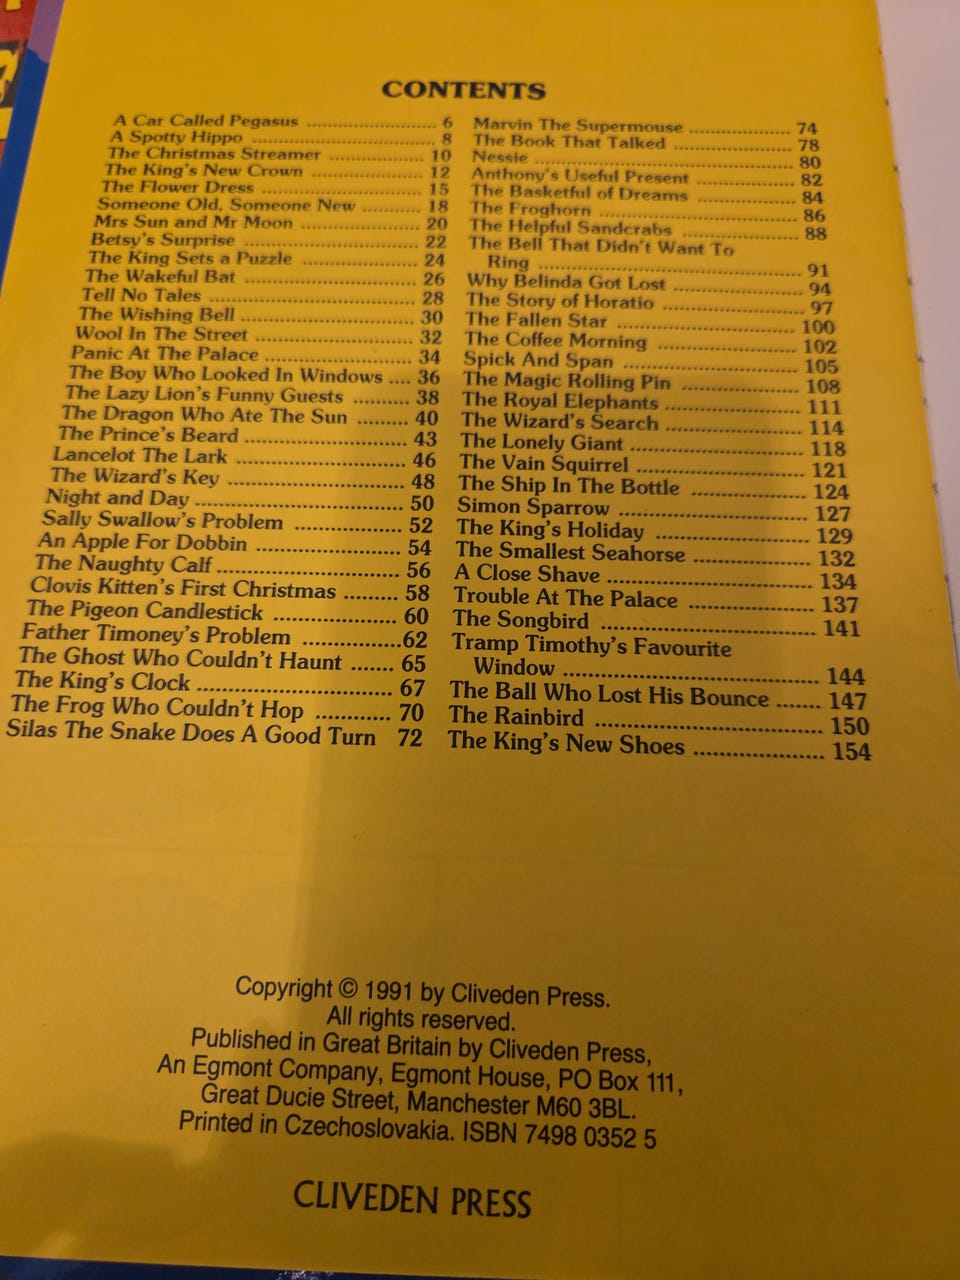 CONTENTS
A Car Called Pegasus ................................ 6
A Spotty Hippo ................................ 8
The Christmas Streamer ...................... 10
The King's New Crown ...................... 12
The Flower Dress ................................ 15
Someone Old, Someone New .......... 18
Mrs Sun and Mr Moon ...................... 20
Betsy's Surprise ................................ 22
The King Sets a Puzzle ...................... 24
The Wakeful Bat ................................ 26
Tell No Tales ................................ 28
The Wishing Bell ................................ 30
Wool In The Street ................................ 32
Panic At The Palace ................................ 34
The Boy Who Looked In Windows .... 36
The Lazy Lion's Funny Guests ......... 38
The Dragon Who Ate The Sun ......... 40
The Prince's Beard ................................ 43
Lancelot The Lark ................................ 46
The Wizard's Key ................................ 48
Night and Day ................................ 50
Sally Swallow's Problem ................ 52
An Apple For Dobbin ...................... 54
The Naughty Calf ................................ 56
Clovis Kitten's First Christmas ......... 58
The Pigeon Candlestick ...................... 60
Father Timoney's Problem .............62
The Ghost Who Couldn't Haunt ....... 65
The King's Clock ................................ 67
The Frog Who Couldn't Hop ............ 70
Silas The Snake Does A Good Turn 72
Marvin The Supermouse .................. 74
The Book That Talked ...................... 78
Nessie ................................ 80
Anthony's Useful Present ................ 82
The Basketful of Dreams ................ 84
The Froghorn ................................ 86
The Helpful Sandcrabs ...................... 88
The Bell That Didn't Want To
Ring ................................ 91
Why Belinda Got Lost ...................... 94
The Story of Horatio ...................... 97
The Fallen Star ................................ 100
The Coffee Morning ...................... 102
Spick And Span ................................ 105
The Magic Rolling Pin ...................... 108
The Royal Elephants ...................... 111
The Wizard's Search ...................... 114
The Lonely Giant ................................ 118
The Vain Squirrel ................................ 121
The Ship In The Bottle ................ 124
Simon Sparrow ................................ 127
The King's Holiday ...................... 129
The Smallest Seahorse ................ 132
A Close Shave ................................ 134
Trouble At The Palace ................ 137
The Songbird ................................ 141
Tramp Timothy's Favourite
Window ................................ 144
The Ball Who Lost His Bounce ....... 147
The Rainbird ................................ 150
The King's New Shoes .................... 154
Copyright © 1991 by Cliveden Press.
All rights reserved.
Published in Great Britain by Cliveden Press,
An Egmont Company, Egmont House, PO Box 111,
Great Ducie Street, Manchester M60 3BL.
Printed in Czechoslovakia. ISBN 7498 0352 5
CLIVEDEN PRESS